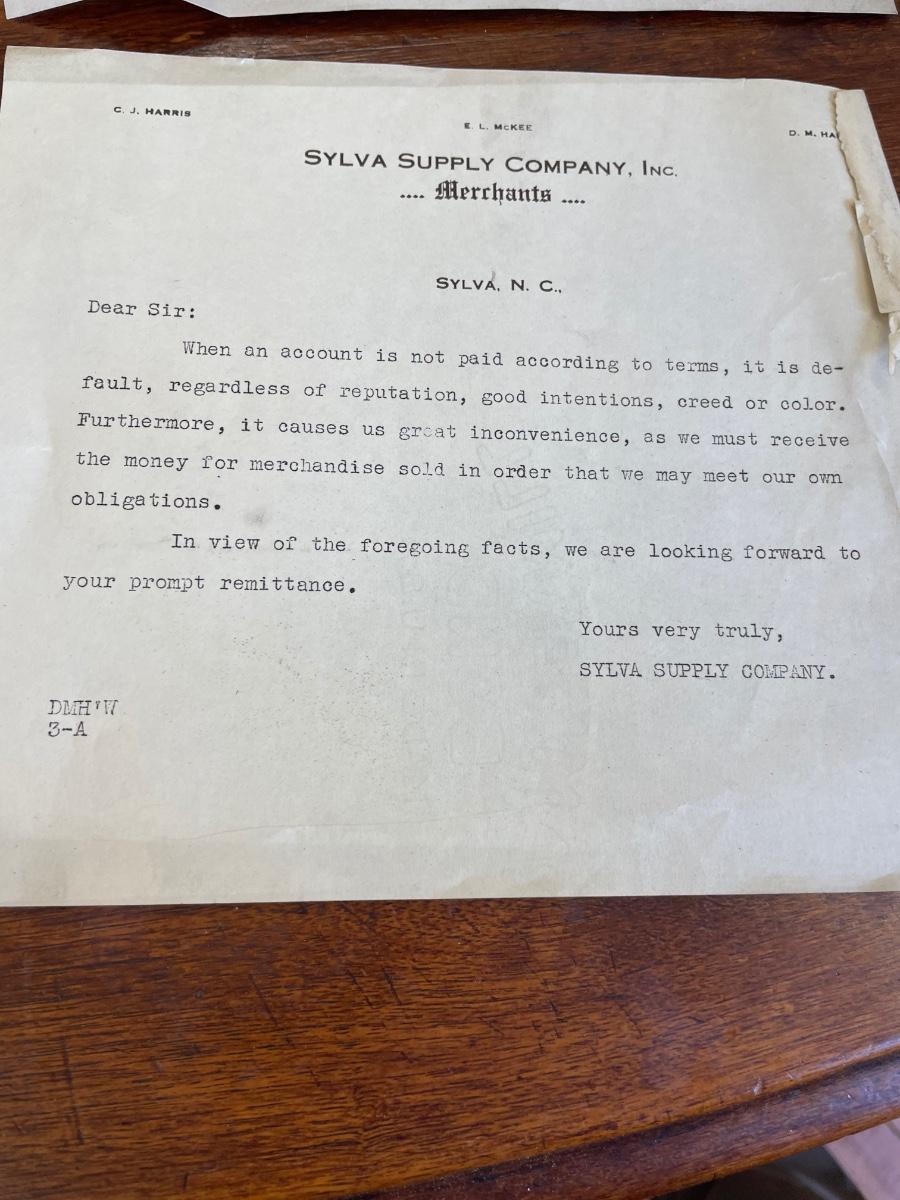 C. J. HARRIS
E. L. McKEE
D. M. HA
SYLVA SUPPLY COMPANY, INC.
.... Merchants ....
SYLVA, N. C.,
Dear Sir:
When an account is not paid according to terms, it is de-
fault, regardless of reputation, good intentions, creed or color.
Furthermore, it causes us great inconvenience, as we must receive
the money for merchandise sold in order that we may meet our own
obligations.
In view of the foregoing facts, we are looking forward to
your prompt remittance.
Yours very truly,
SYLVA SUPPLY COMPANY.
DMH'W
3-A